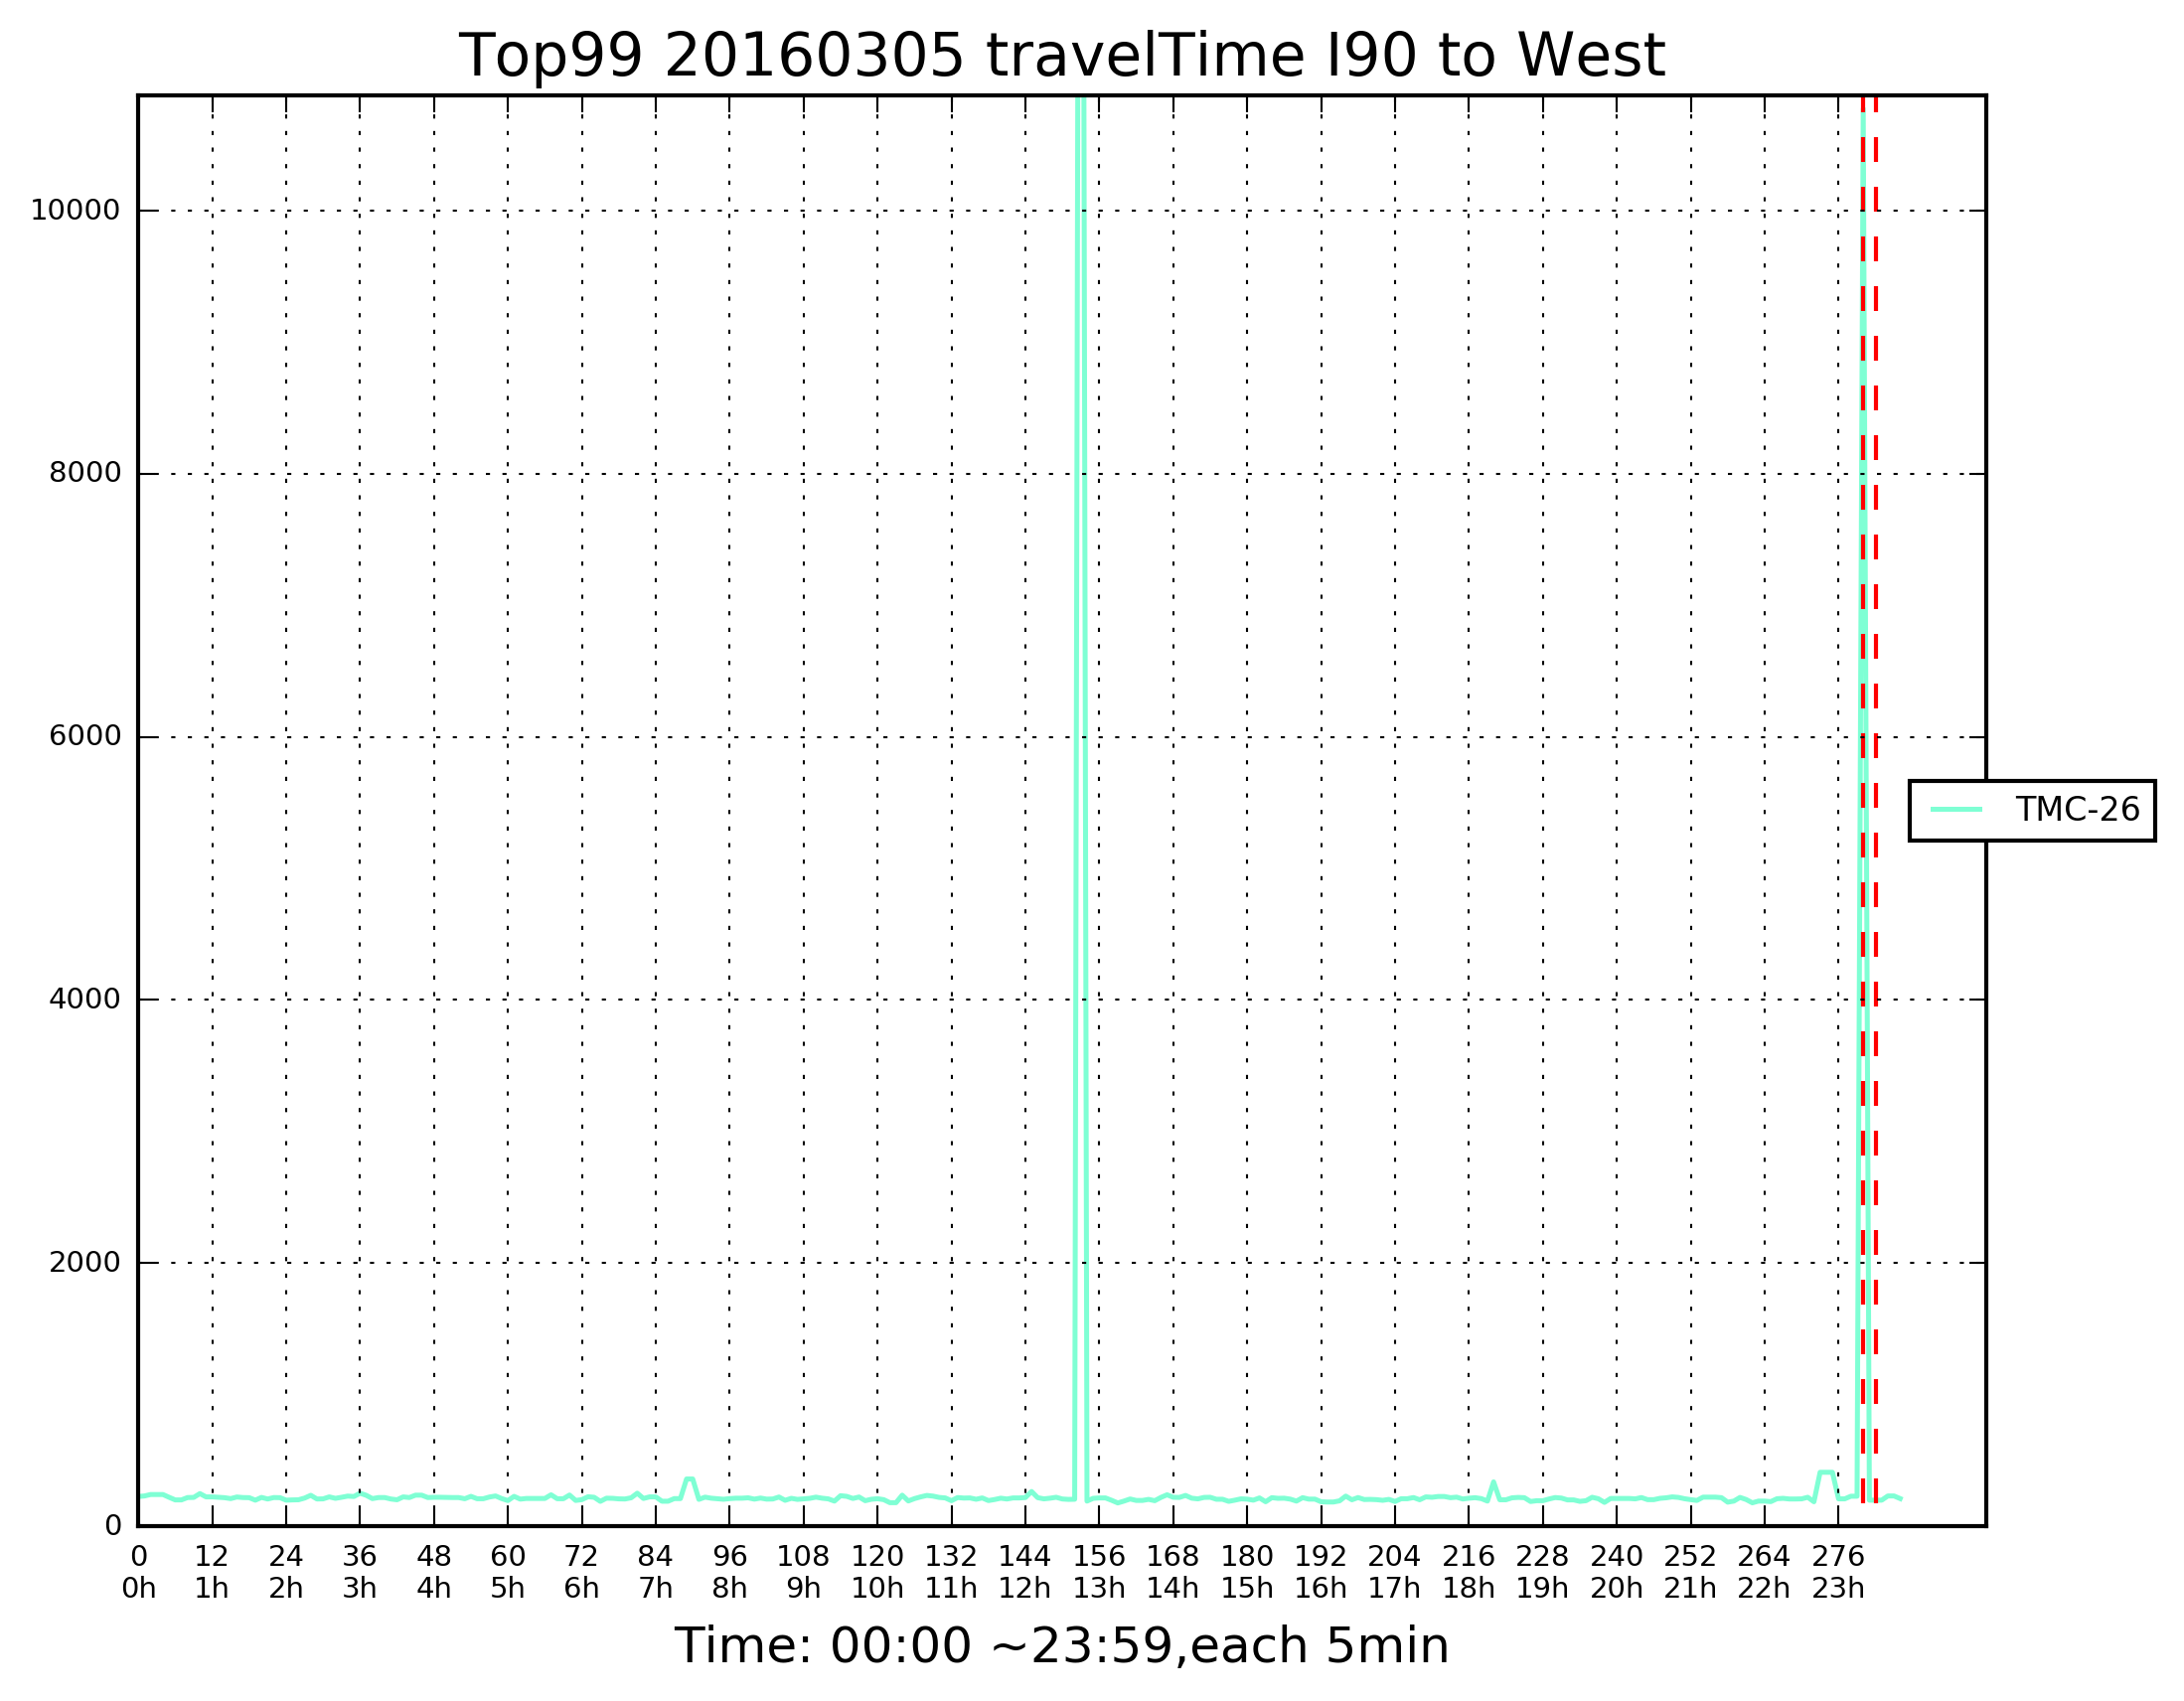 Top99 20160305 travelTime I90 to West
10000
8000
6000
4000
2000
0
TMC-26
0 12 24 36 48 60 72 84 96 108 120 132 144 156 168 180 192 204 216 228 240 252 264 276
0h 1h 2h 3h 4h 5h 6h 7h 8h 9h 10h 11h 12h 13h 14h 15h 16h 17h 18h 19h 20h 21h 22h 23h
Time: 00:00 ~23:59,each 5min